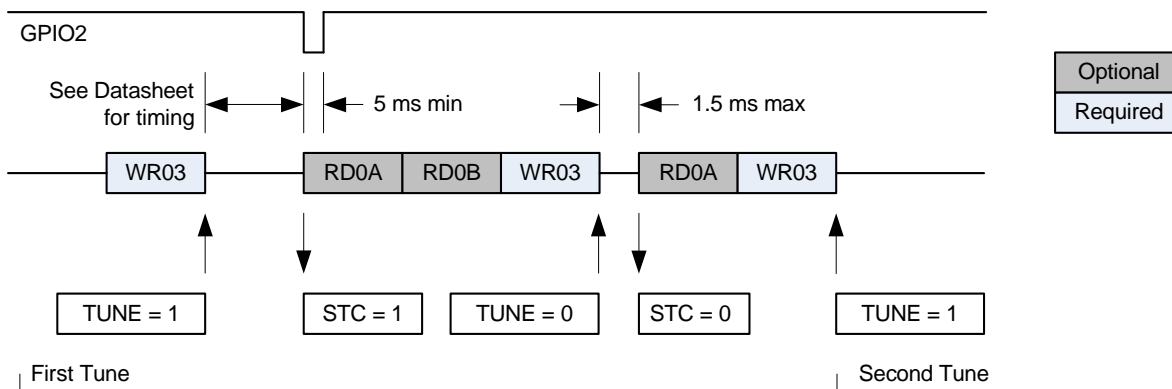 GPIO2
See Datasheet
for timing
5 ms min
1.5 ms max
Optional
Required
WR03
RD0A
RD0B
WR03
RD0A
WR03
TUNE = 1
STC = 1
TUNE = 0
STC = 0
TUNE = 1
First Tune
Second Tune